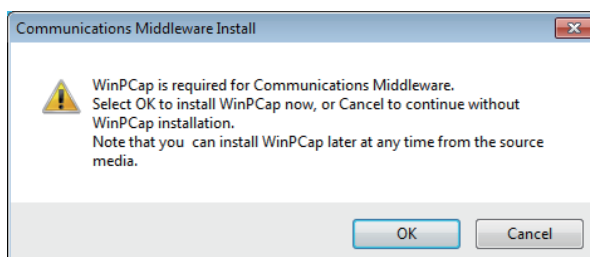 Communications Middleware Install
WinPCap is required for Communications Middleware.
Select OK to install WinPCap now, or Cancel to continue without
WinPCap installation.
Note that you  can install WinPCap later at any time from the source
media.
OK
Cancel